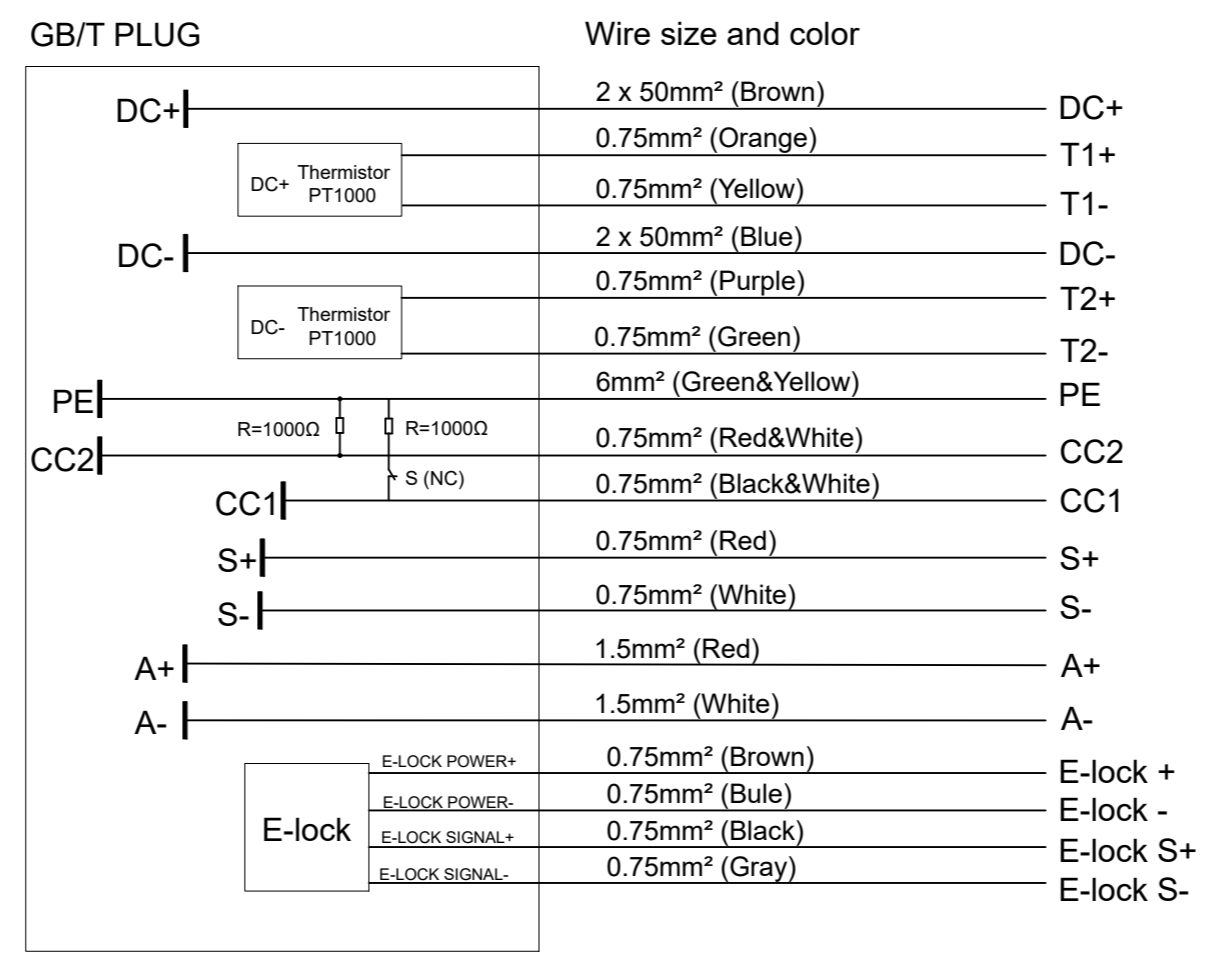 GB/T PLUG
Wire size and color
DC+
2 x 50mm² (Brown)
DC+
DC+ Thermistor
PT1000
0.75mm² (Orange)
T1+
0.75mm² (Yellow)
T1-
DC-
2 x 50mm² (Blue)
DC-
DC- Thermistor
PT1000
0.75mm² (Purple)
T2+
0.75mm² (Green)
T2-
PE
6mm² (Green&Yellow)
PE
R=1000Ω
R=1000Ω
CC2
0.75mm² (Red&White)
CC2
S (NC)
CC1
0.75mm² (Black&White)
CC1
S+
0.75mm² (Red)
S+
S-
0.75mm² (White)
S-
A+
1.5mm² (Red)
A+
A-
1.5mm² (White)
A-
E-lock
E-LOCK POWER+
0.75mm² (Brown)
E-lock +
E-LOCK POWER-
0.75mm² (Bule)
E-lock -
E-LOCK SIGNAL+
0.75mm² (Black)
E-lock S+
E-LOCK SIGNAL-
0.75mm² (Gray)
E-lock S-